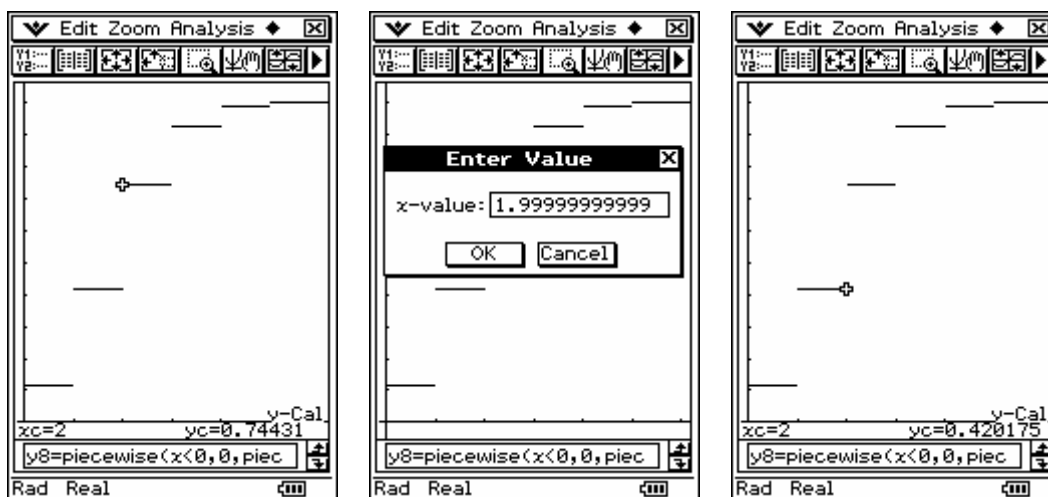 Edit Zoom Analysis
y-Cal
xc=2 yc=0.74431
y8=piecewise(x<0,0,piec
Rad Real
Edit Zoom Analysis
Enter Value
x-value: 1.99999999999
OK Cancel
y8=piecewise(x<0,0,piec
Rad Real
Edit Zoom Analysis
y-Cal
xc=2 yc=0.420175
y8=piecewise(x<0,0,piec
Rad Real